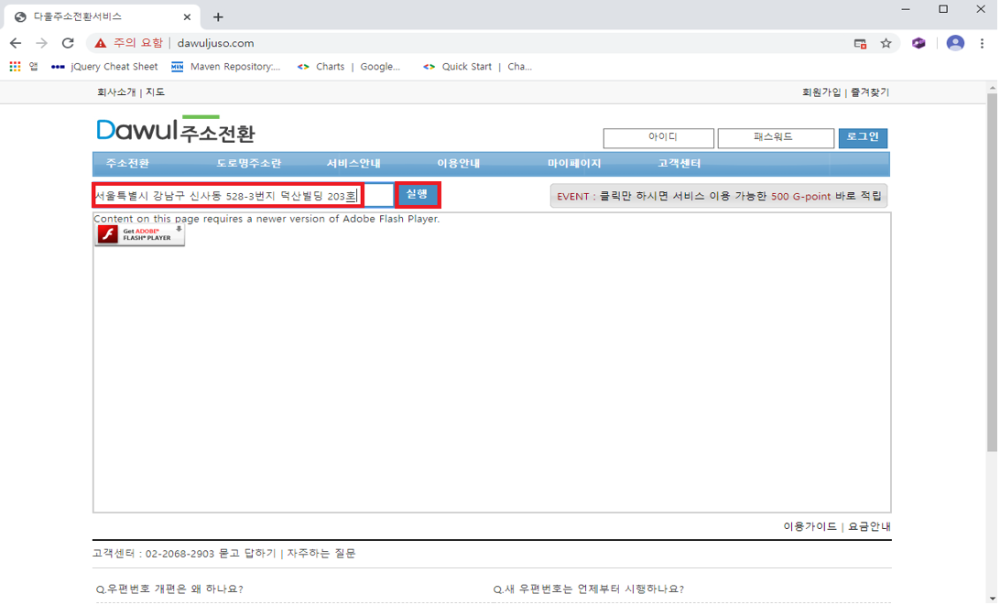 다울주소전환서비스
주의 요함 | dawuljuso.com
앱 jQuery Cheat Sheet MVN Maven Repository:... Charts | Google... Quick Start | Cha...
회사소개 | 지도 회원가입 | 즐겨찾기
Dawul 주소전환
아이디 패스워드 로그인
주소전환 도로명주소란 서비스안내 이용안내 마이페이지 고객센터
서울특별시 강남구 신사동 528-3번지 덕산빌딩 203호 실행 EVENT : 클릭만 하시면 서비스 이용 가능한 500 G-point 바로 적립
Content on this page requires a newer version of Adobe Flash Player.
Get ADOBE®
FLASH® PLAYER
이용가이드 | 요금안내
고객센터 : 02-2068-2903 묻고 답하기 | 자주하는 질문
Q.우편번호 개편은 왜 하나요? Q.새 우편번호는 언제부터 시행하나요?